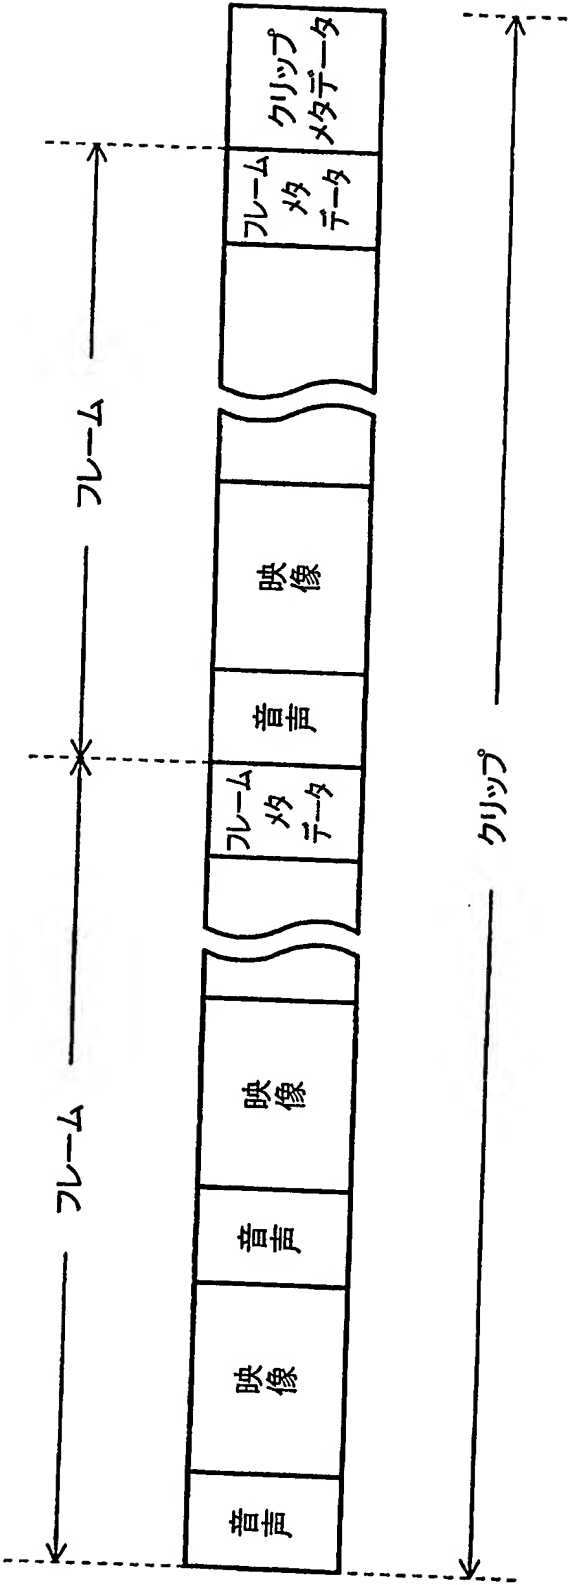 フレーム
フレーム
音声
映像
音声
映像
フレーム
メタ
データ
音声
映像
フレーム
メタ
データ
クリップ
メタデータ
クリップ